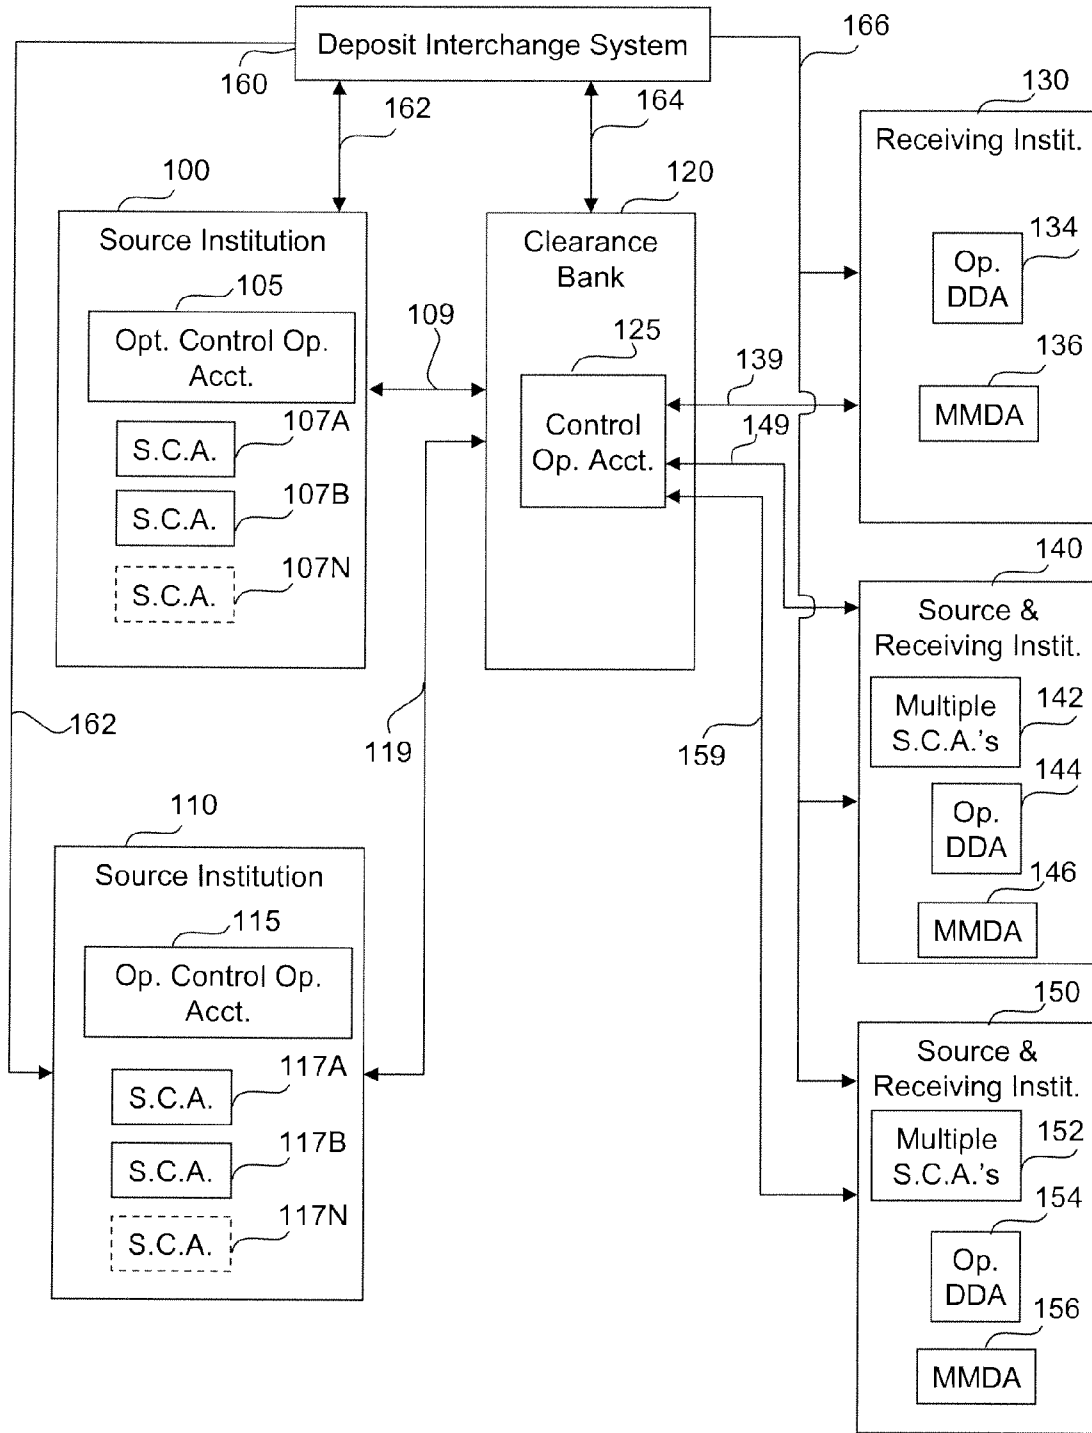 Deposit Interchange System
160
162
164
166
100
Source Institution
105
Opt. Control Op.
Acct.
S.C.A.
107A
S.C.A.
107B
S.C.A.
107N
109
120
Clearance
Bank
125
Control
Op. Acct.
139
149
130
Receiving Instit.
134
Op.
DDA
136
MMDA
140
Source &
Receiving Instit.
Multiple
S.C.A.'s
142
144
Op.
DDA
146
MMDA
162
119
159
110
Source Institution
115
Op. Control Op.
Acct.
S.C.A.
117A
S.C.A.
117B
S.C.A.
117N
150
Source &
Receiving Instit.
Multiple
S.C.A.'s
152
154
Op.
DDA
156
MMDA